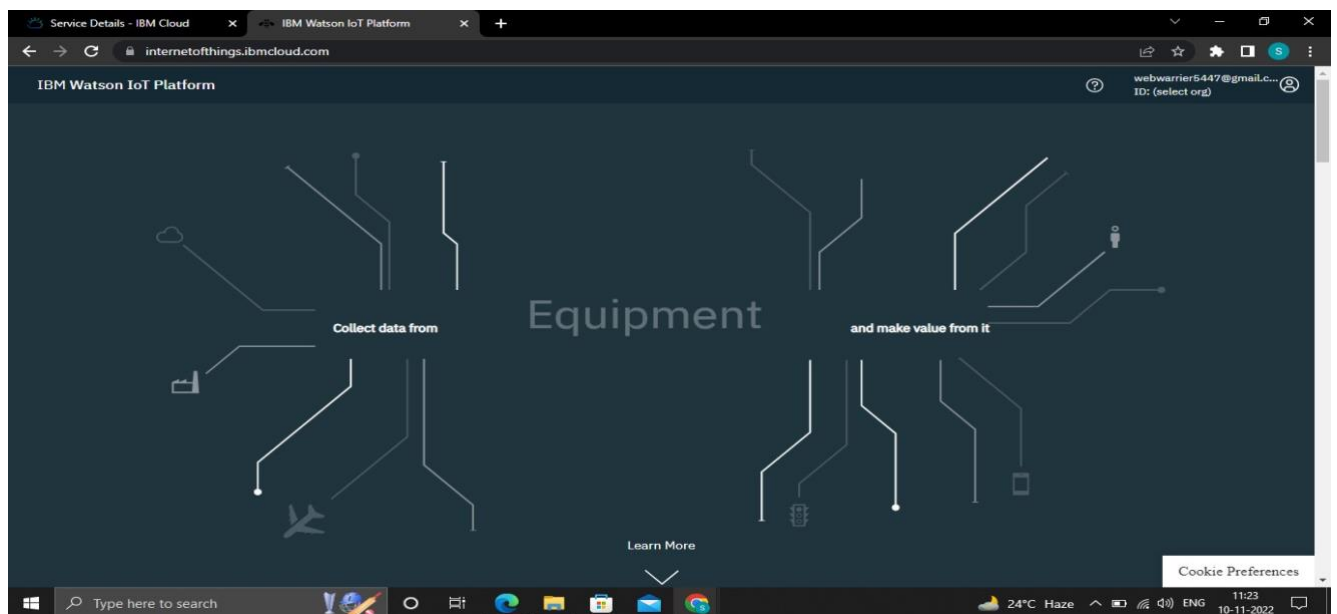 Service Details - IBM Cloud
IBM Watson IoT Platform
internetofthings.ibmcloud.com
S
IBM Watson IoT Platform
webwarrier5447@gmail.c...
ID: (select org)
Equipment
Collect data from
and make value from it
Learn More
Cookie Preferences
Type here to search
24°C Haze
ENG
11:23
10-11-2022